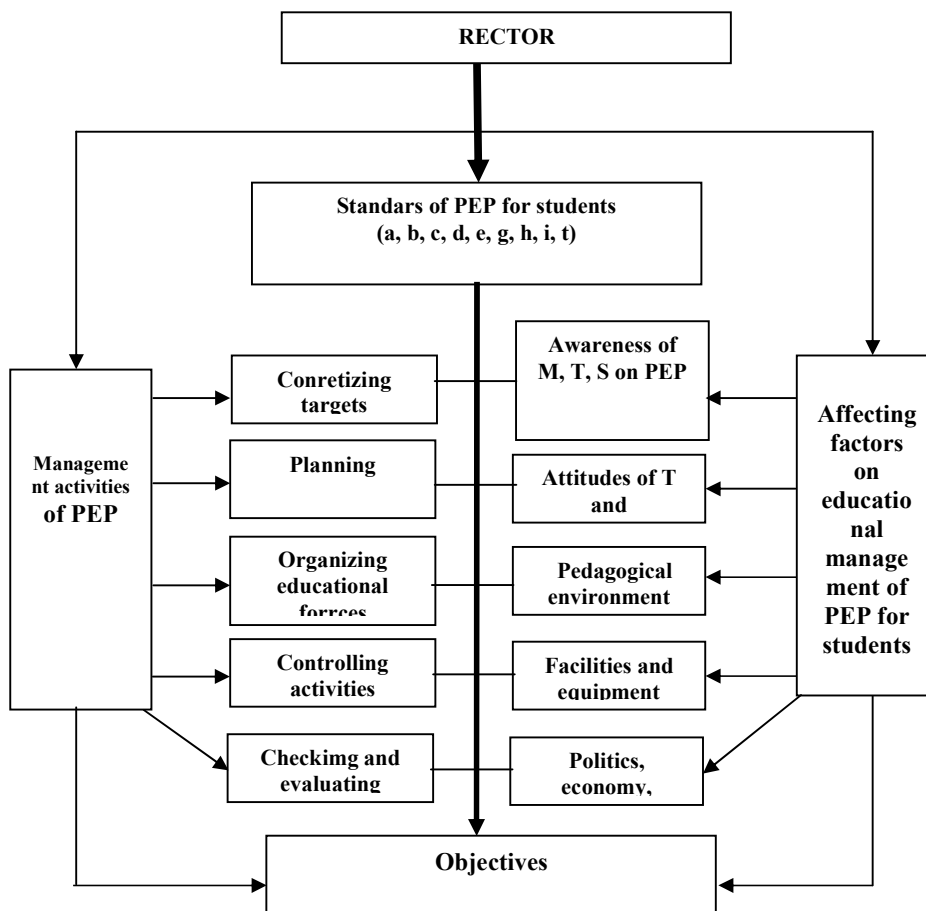 RECTOR
Standars of PEP for students
(a, b, c, d, e, g, h, i, t)
Manageme
nt activities
of PEP
Conretizing
targets
Planning
Organizing
educational
forrces
Controlling
activities
Checkimg and
evaluating
Awareness of
M, T, S on PEP
Attitudes of T
and
Pedagogical
environment
Facilities and
equipment
Politics,
economy,
Affecting
factors
on
educatio
nal
manage
ment of
PEP for
students
Objectives